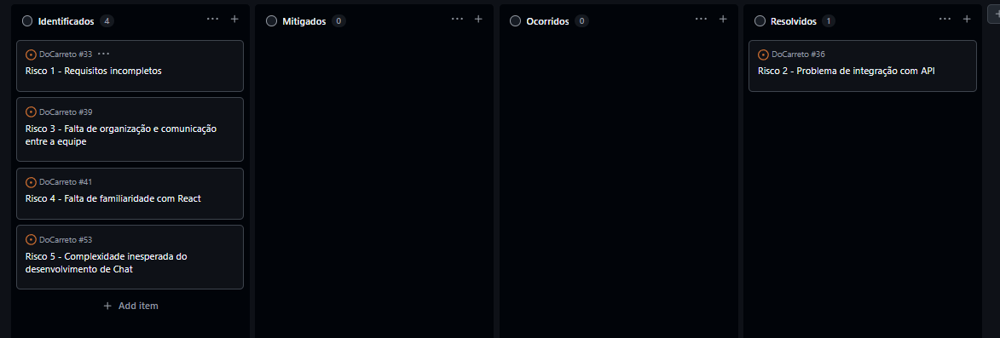 Identificados 4
DoCarreto #33
Risco 1 - Requisitos incompletos
DoCarreto #39
Risco 3 - Falta de organização e comunicação
entre a equipe
DoCarreto #41
Risco 4 - Falta de familiaridade com React
DoCarreto #53
Risco 5 - Complexidade inesperada do
desenvolvimento de Chat
+ Add item
Mitigados 0
Ocorridos 0
Resolvidos 1
DoCarreto #36
Risco 2 - Problema de integração com API